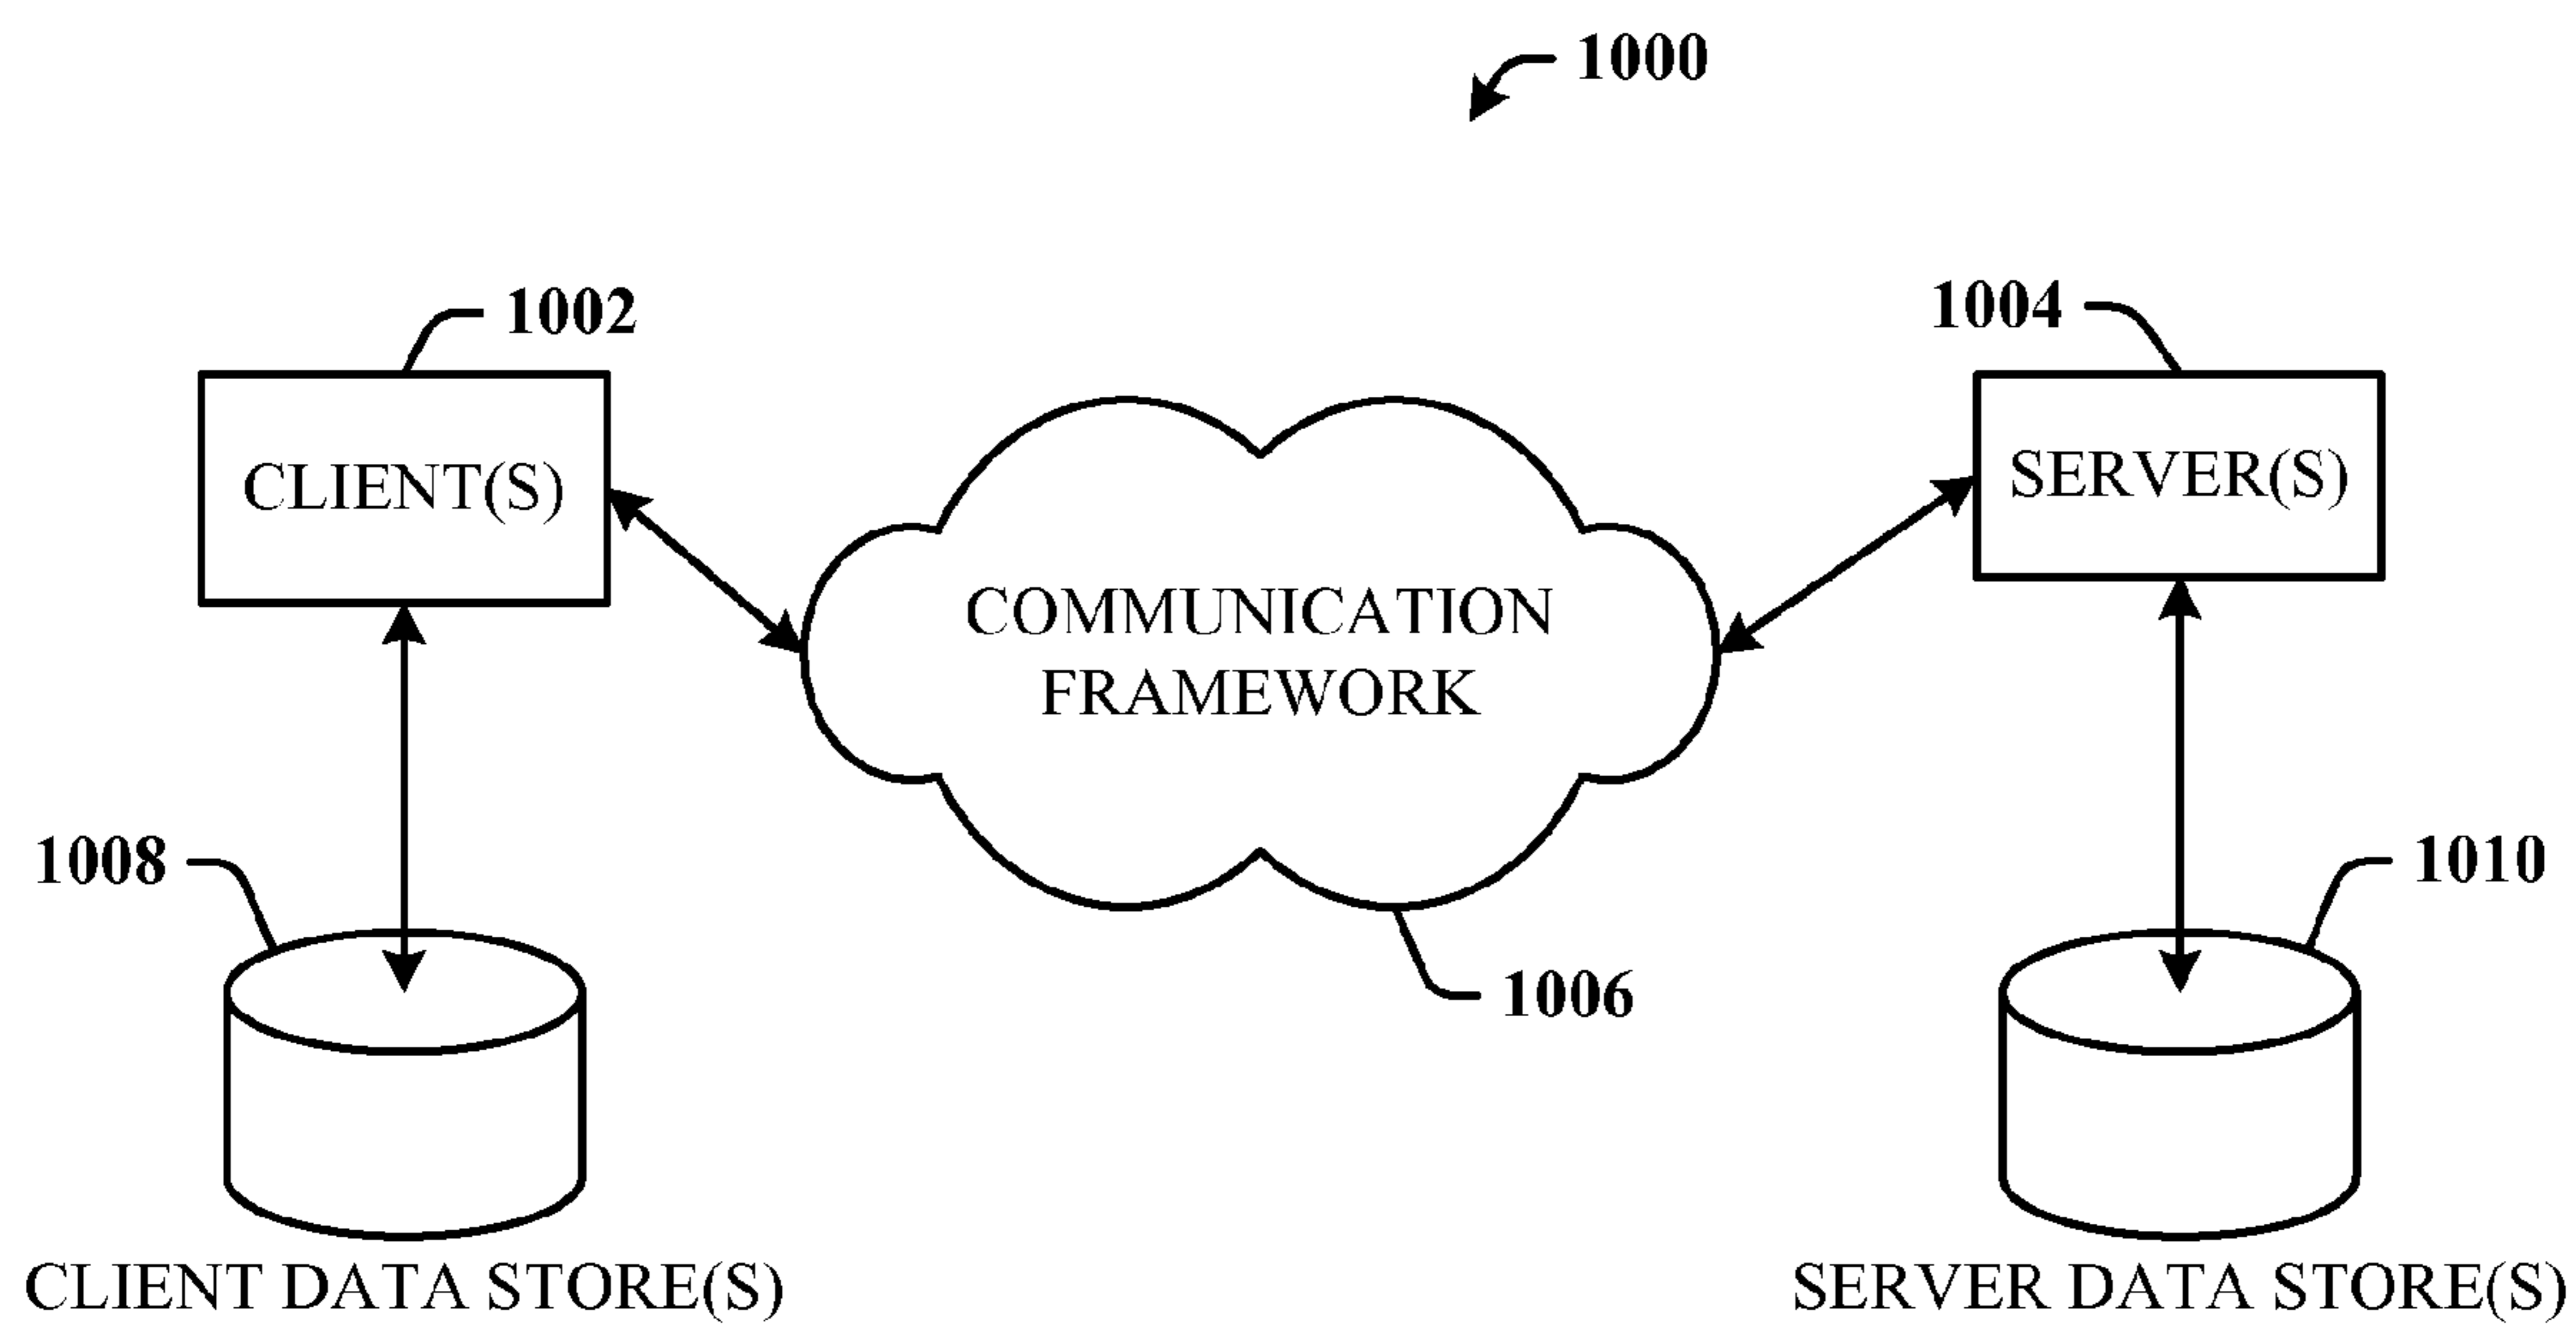 1000
1002
1004
CLIENT(S)
SERVER(S)
COMMUNICATION
FRAMEWORK
1008
1010
1006
CLIENT DATA STORE(S)
SERVER DATA STORE(S)